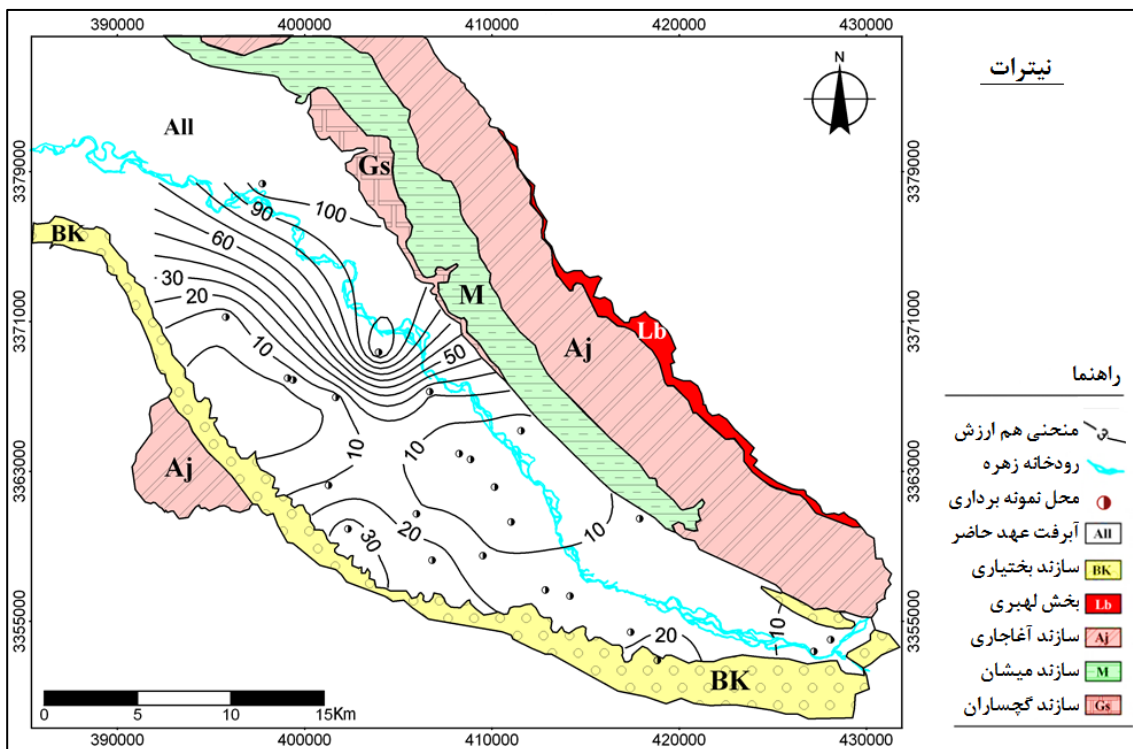 390000 400000 410000 420000 430000
نیترات
N
3379000 3379000
All
Gs
90
100
60
BK
30
M
20
3371000 3371000
Lb
10
50
Aj
راهنما
منحنی هم ارزش
رودخانه زهره
محل نمونه برداری
All آبرفت عهد حاضر
BK سازند بختیاری
Lb بخش لهبری
Aj سازند آغاجاری
M سازند میشان
Gs سازند گچساران
3363000 3363000
Aj
10
10
20
10
30
3355000 3355000
20
10
BK
0 5 10 15Km
390000 400000 410000 420000 430000